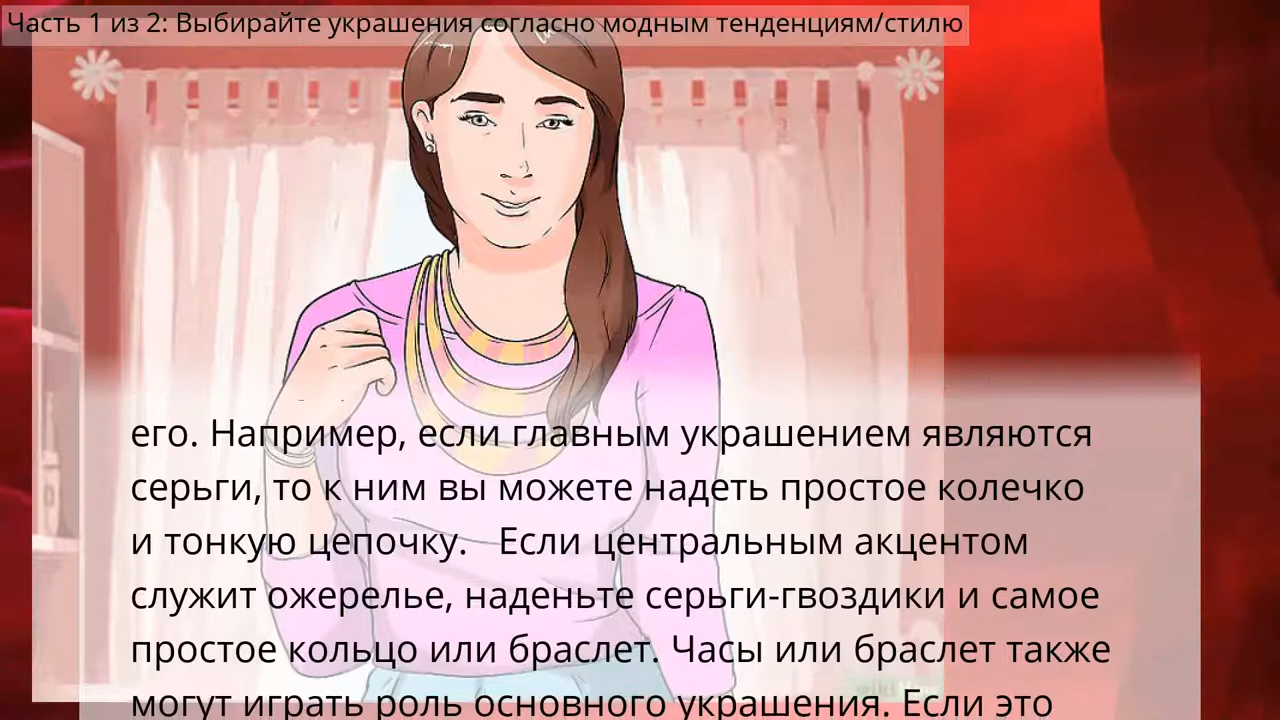 Часть 1 из 2: Выбирайте украшения согласно модным тенденциям/стилю
его. Например, если главным украшением являются
серьги, то к ним вы можете надеть простое колечко
и тонкую цепочку.   Если центральным акцентом
служит ожерелье, наденьте серьги-гвоздики и самое
простое кольцо или браслет. Часы или браслет также
могут играть роль основного украшения. Если это